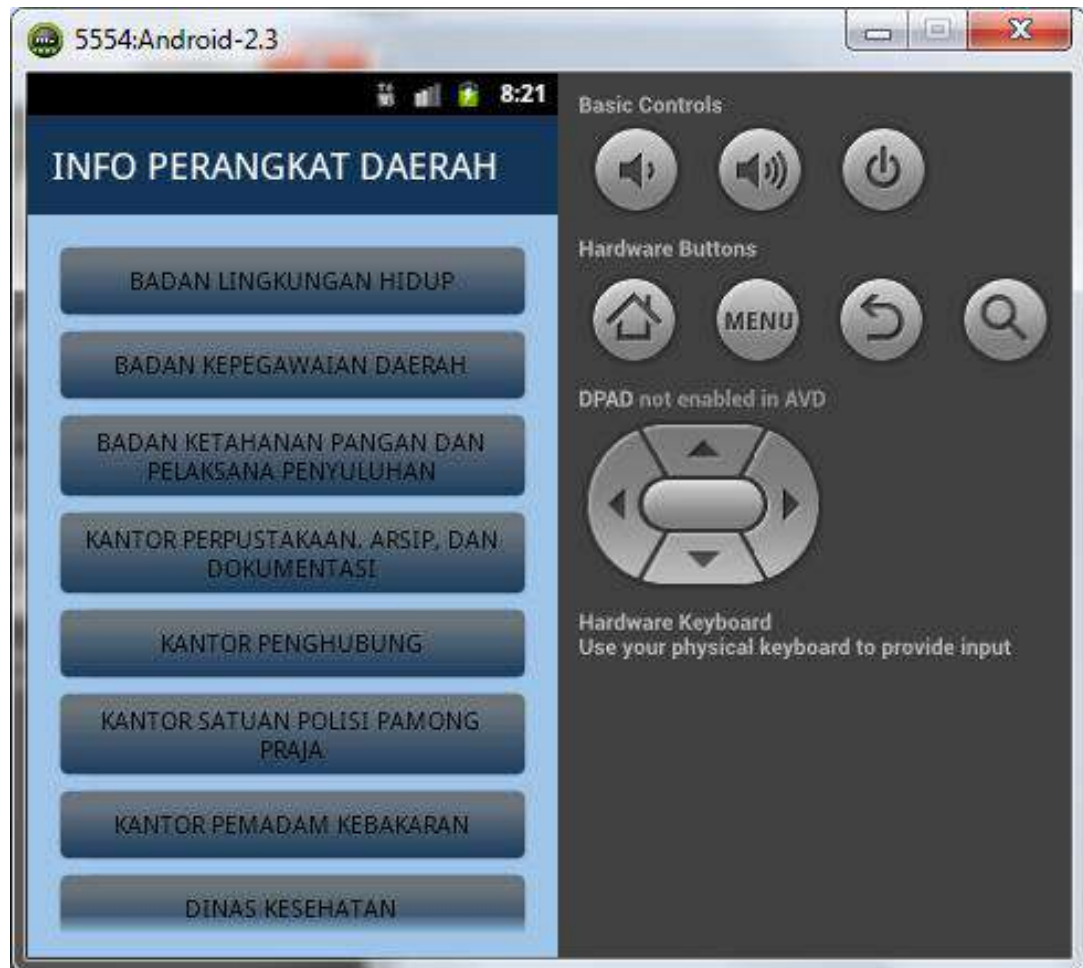 5554:Android-2.3
8:21
INFO PERANGKAT DAERAH
BADAN LINGKUNGAN HIDUP
BADAN KEPEGAWAIAN DAERAH
BADAN KETAHANAN PANGAN DAN
PELAKSANA PENYULUHAN
KANTOR PERPUSTAKAAN. ARSIP, DAN
DOKUMENTASI
KANTOR PENGHUBUNG
KANTOR SATUAN POLISI PAMONG
PRAJA
KANTOR PEMADAM KEBAKARAN
DINAS KESEHATAN
Basic Controls
Hardware Buttons
MENU
DPAD not enabled in AVD
Hardware Keyboard
Use your physical keyboard to provide input